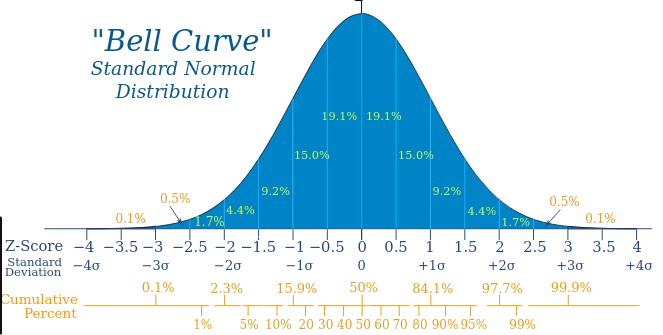 "Bell Curve"
Standard Normal
Distribution
19.1% 19.1%
15.0% 15.0%
9.2% 9.2%
0.5% 0.5%
4.4% 4.4%
0.1% 1.7% 1.7% 0.1%
Z-Score −4 −3.5 −3 −2.5 −2 −1.5 −1 −0.5 0 0.5 1 1.5 2 2.5 3 3.5 4
Standard
Deviation −4σ −3σ −2σ −1σ 0 +1σ +2σ +3σ +4σ
0.1% 2.3% 15.9% 50% 84.1% 97.7% 99.9%
Cumulative
Percent
1% 5% 10% 20 30 40 50 60 70 80 90% 95% 99%